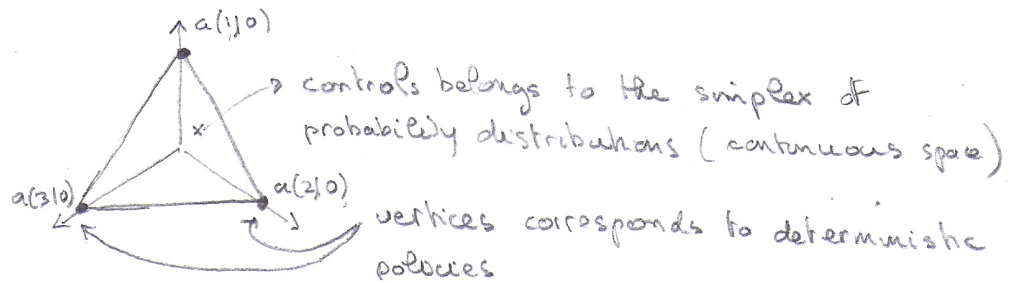 a(1|0)
controls belongs to the simplex of
probability distributions (continuous space)
a(3|0)
a(2|0)
vertices corresponds to deterministic
policies